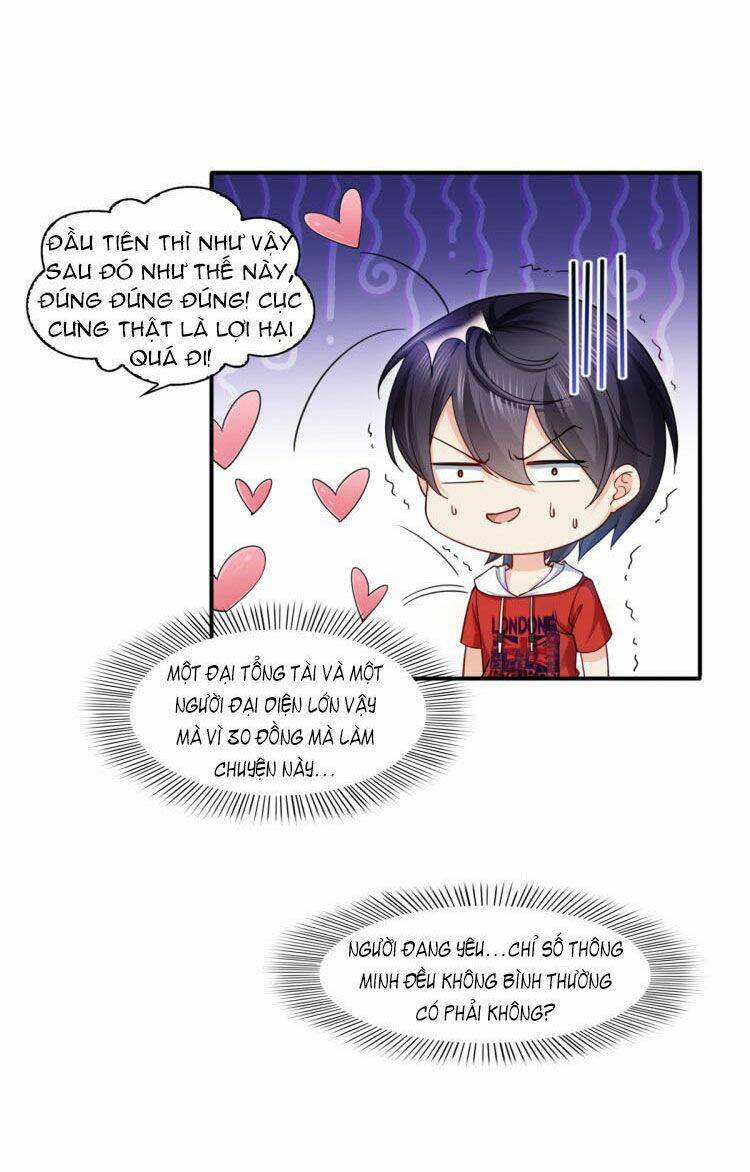 ĐẦU TIÊN THÌ NHƯ VẬY
SAU ĐÓ NHƯ THẾ NÀY,
ĐÚNG ĐÚNG ĐÚNG! CỤC
CƯNG THẬT LÀ LỢI HẠI
QUÁ ĐI!
LONDON
MỘT ĐẠI TỔNG TÀI VÀ MỘT
NGƯỜI ĐẠI DIỆN LỚN VẬY
MÀ VÌ 30 ĐỒNG MÀ LÀM
CHUYỆN NÀY...
NGƯỜI ĐANG YÊU...CHỈ SỐ THÔNG
MINH ĐỀU KHÔNG BÌNH THƯỜNG
CÓ PHẢI KHÔNG?